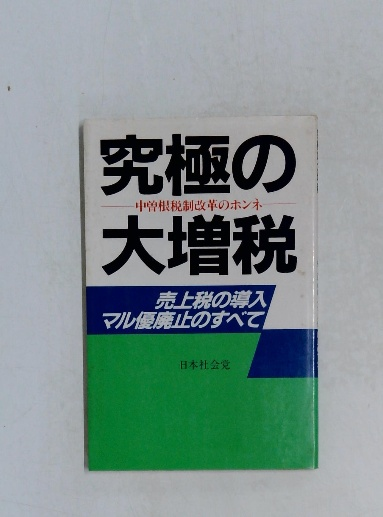 究極の
中曽根税制改革のホンネ
大増税
売上税の導入
マル優廃止のすべて
日本社会党